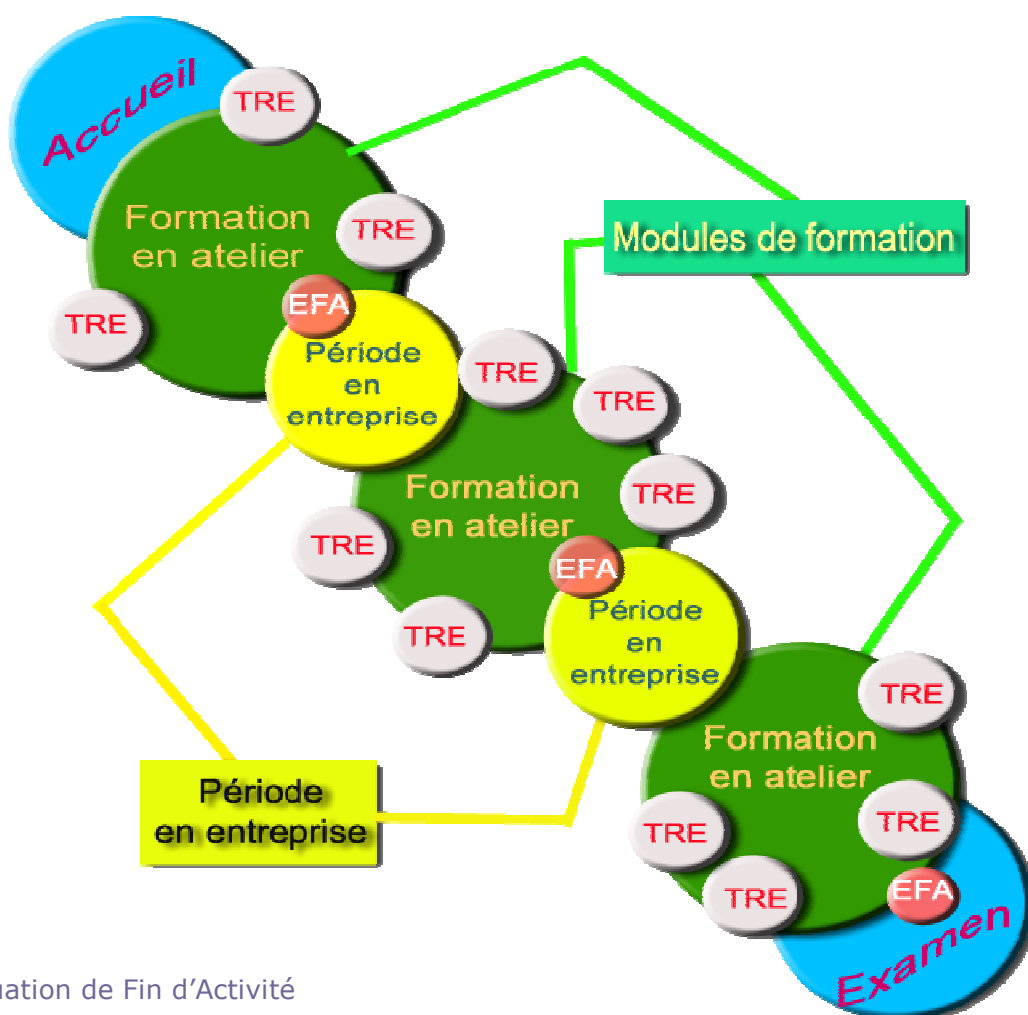 Accueil
TRE
Formation
en atelier
TRE
TRE
EFA
Période
en
entreprise
Modules de formation
TRE
TRE
TRE
Formation
en atelier
TRE
TRE
EFA
Période
en
entreprise
TRE
Formation
en atelier
TRE
TRE
TRE
EFA
Examen
Période
en entreprise
de Fin d’Activité